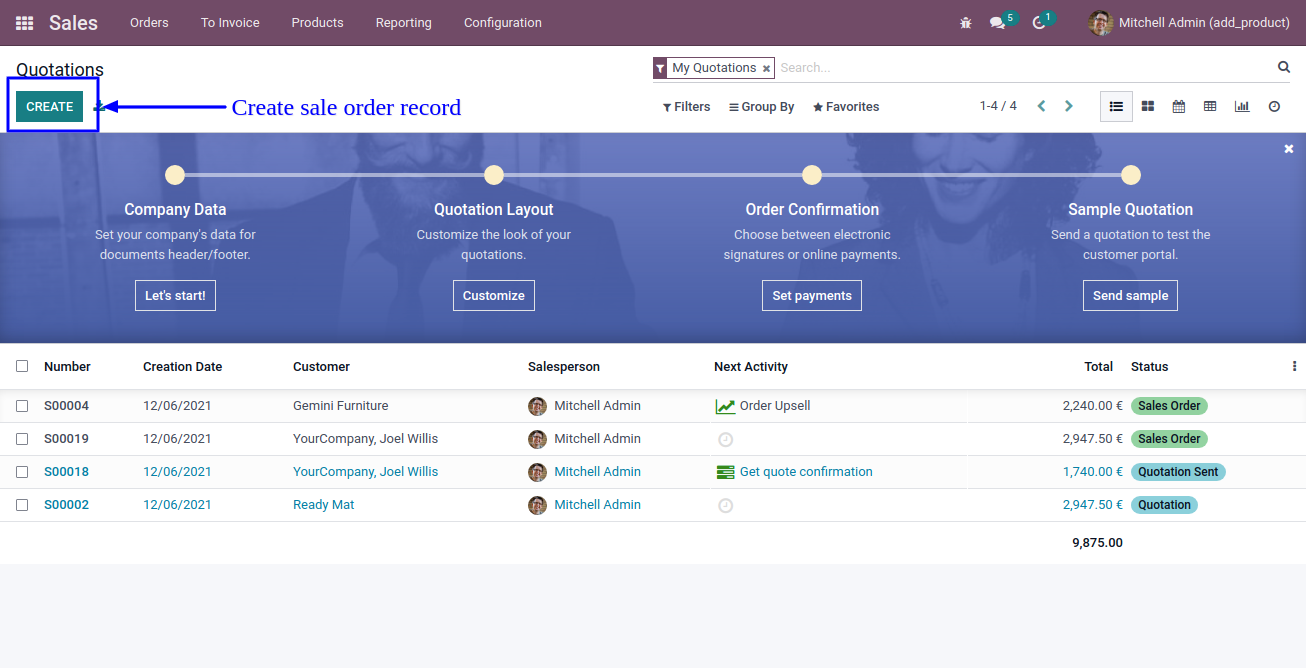 Sales Orders To Invoice Products Reporting Configuration 5 1 Mitchell Admin (add_product)
Quotations
My Quotations Search...
CREATE Create sale order record
Filters Group By Favorites 1-4 / 4
Company Data Quotation Layout Order Confirmation Sample Quotation
Set your company's data for Customize the look of your Choose between electronic Send a quotation to test the
documents header/footer. quotations. signatures or online payments. customer portal.
Let's start! Customize Set payments Send sample
Number Creation Date Customer Salesperson Next Activity Total Status
S00004 12/06/2021 Gemini Furniture Mitchell Admin Order Upsell 2,240.00 € Sales Order
S00019 12/06/2021 YourCompany, Joel Willis Mitchell Admin 2,947.50 € Sales Order
S00018 12/06/2021 YourCompany, Joel Willis Mitchell Admin Get quote confirmation 1,740.00 € Quotation Sent
S00002 12/06/2021 Ready Mat Mitchell Admin 2,947.50 € Quotation
9,875.00